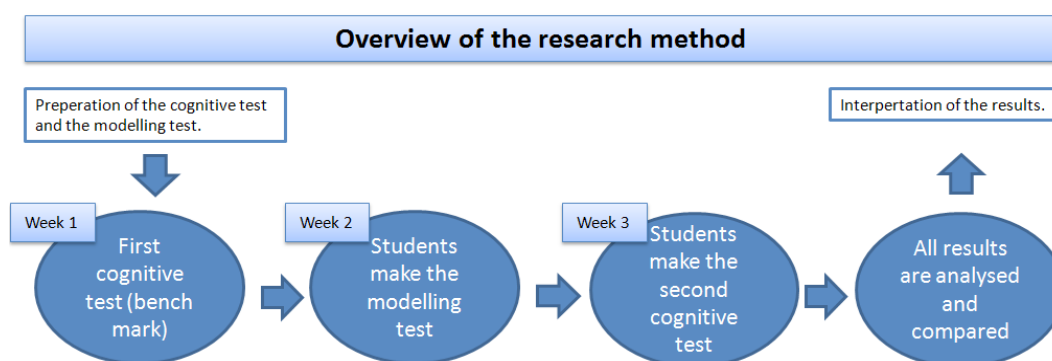 Overview of the research method
Preperation of the cognitive test
and the modelling test.
Interpertation of the results.
Week 1
First
cognitive
test (bench
mark)
Week 2
Students
make the
modelling
test
Week 3
Students
make the
second
cognitive
test
All results
are analysed
and
compared